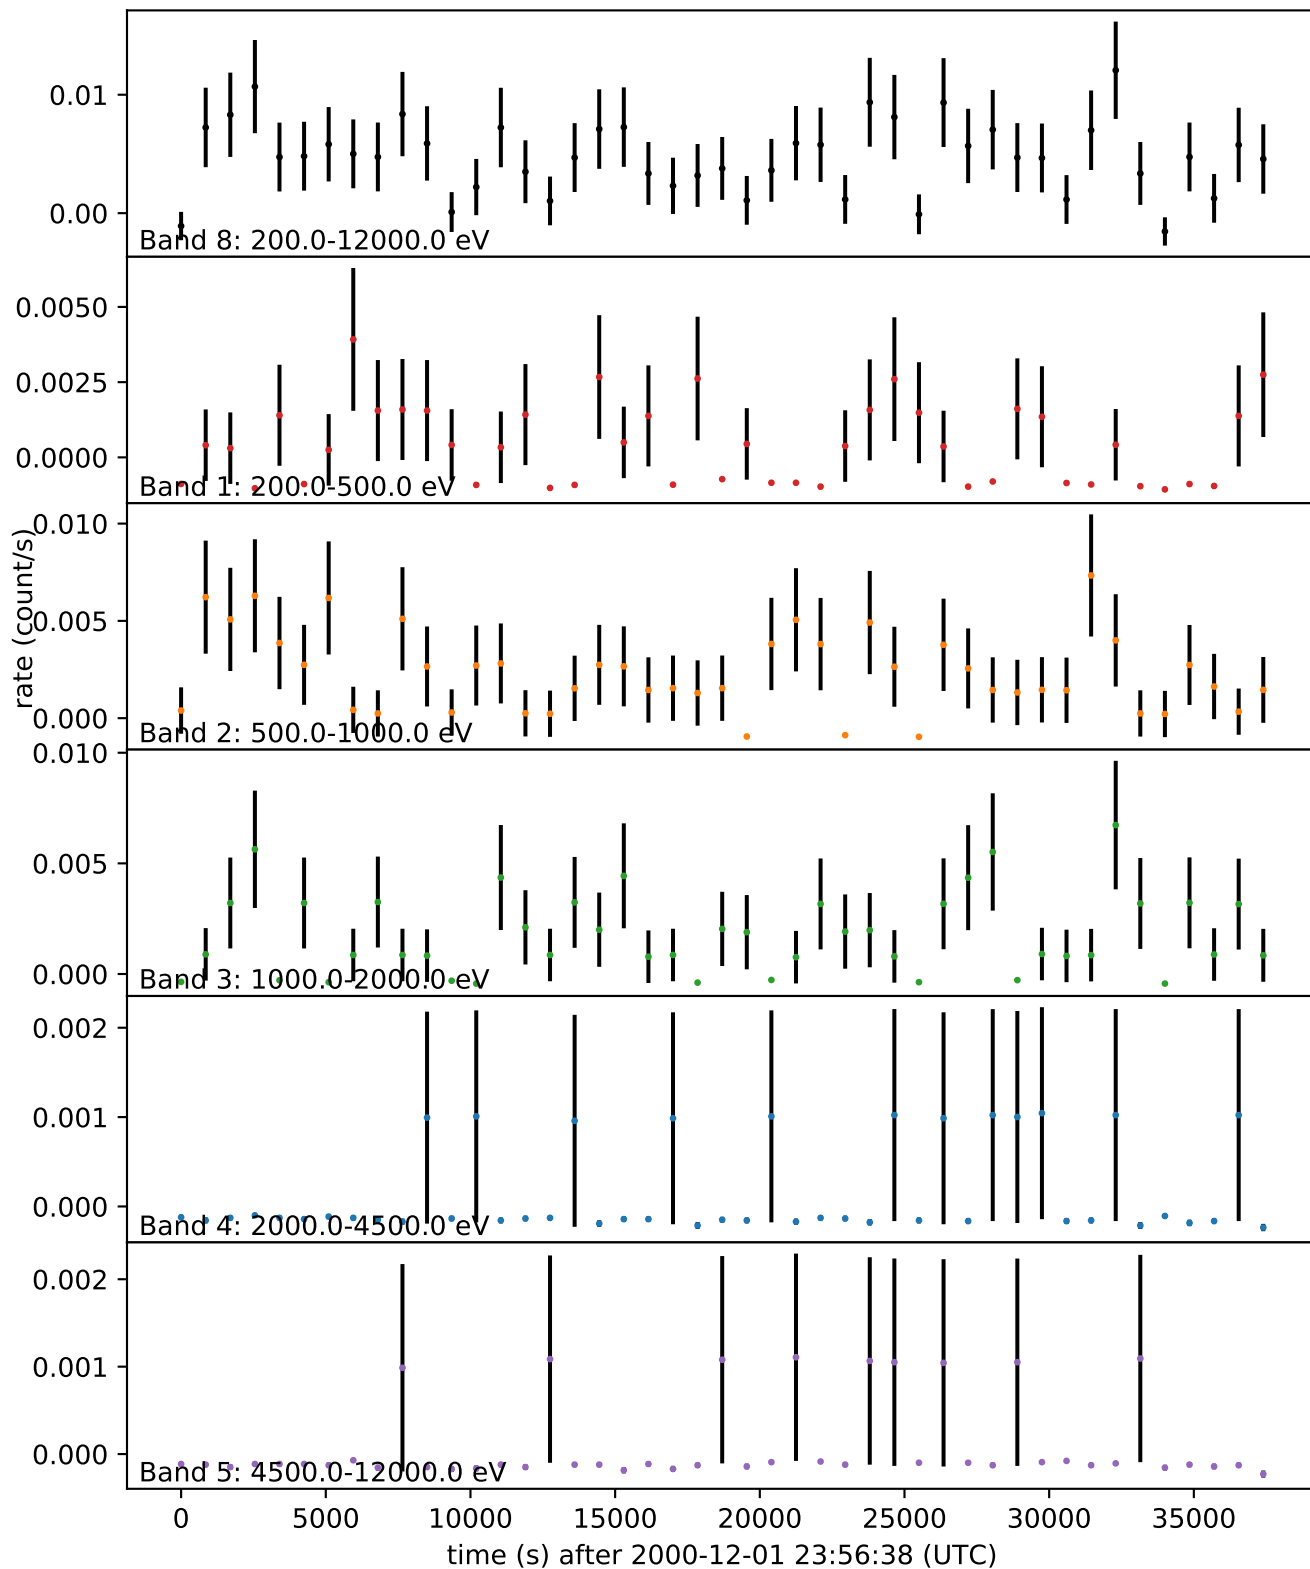 0.01
0.00
Band 8: 200.0-12000.0 eV
0.0050
0.0025
0.0000
Band 1: 200.0-500.0 eV
rate (count/s)
0.010
0.005
0.000
Band 2: 500.0-1000.0 eV
0.010
0.005
0.000
Band 3: 1000.0-2000.0 eV
0.002
0.001
0.000
Band 4: 2000.0-4500.0 eV
0.002
0.001
0.000
Band 5: 4500.0-12000.0 eV
0 5000 10000 15000 20000 25000 30000 35000
time (s) after 2000-12-01 23:56:38 (UTC)